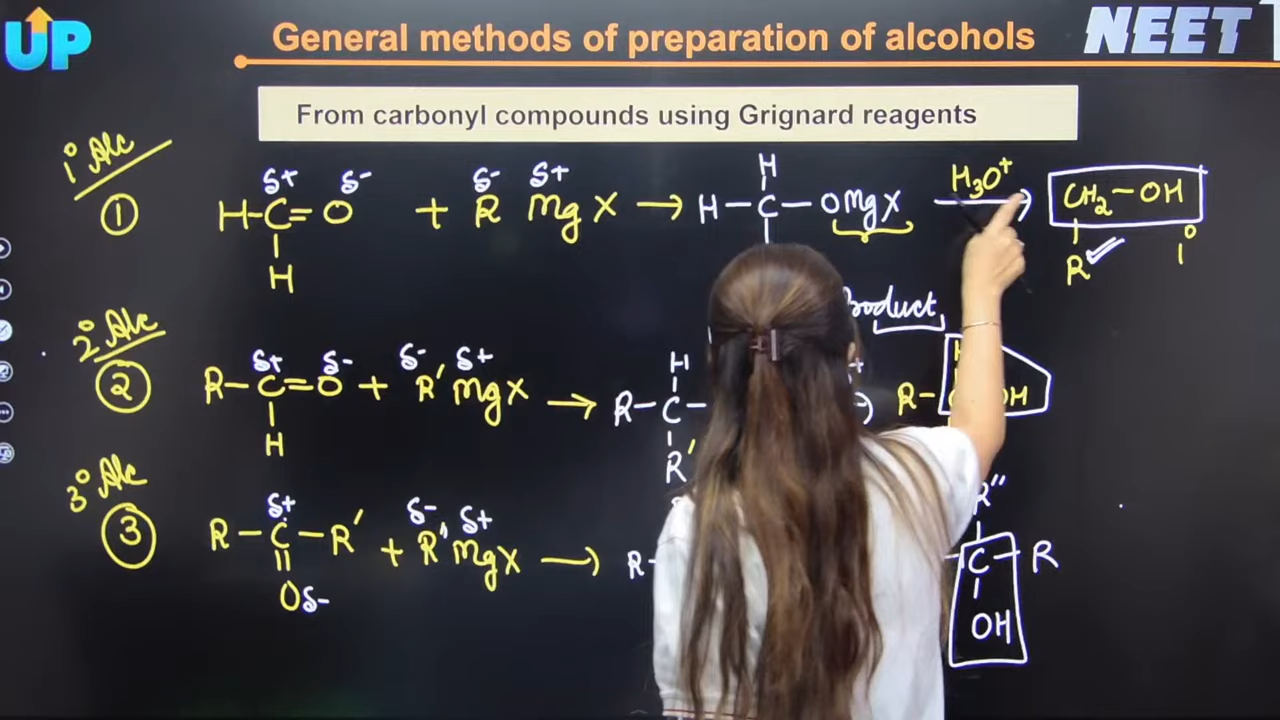 UP
General methods of preparation of alcohols
NEET
From carbonyl compounds using Grignard reagents
1° Alc
①
δ+ δ-
H-C=O
H
+
δ- δ+
R MgX →
H
H-C-OMgX
H₃O⁺
→
CH₂-OH
R
1°
Product
2° Alc
②
δ+ δ-
R-C=O
H
+
δ- δ+
R'MgX →
H
R-C-
R'
R-
OH
3° Alc
③
δ+
R-C-R'
Oδ-
+
δ- δ+
MgX →
R
R''
C-R
OH